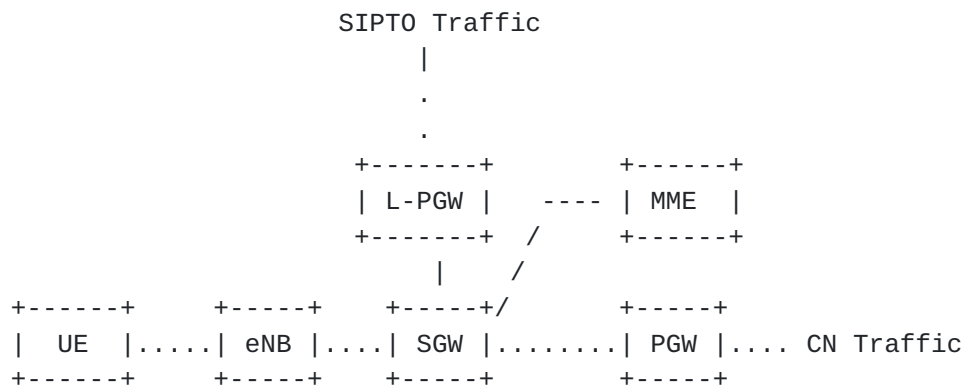 SIPTO Traffic
                          |
                          .
                          .
                      +-------+        +------+
                      | L-PGW |   ---- | MME  |
                      +-------+  /     +------+
                           |    /
+------+     +-----+    +-----+/       +-----+
|  UE  |.....| eNB |....| SGW |........| PGW |.... CN Traffic
+------+     +-----+    +-----+        +-----+